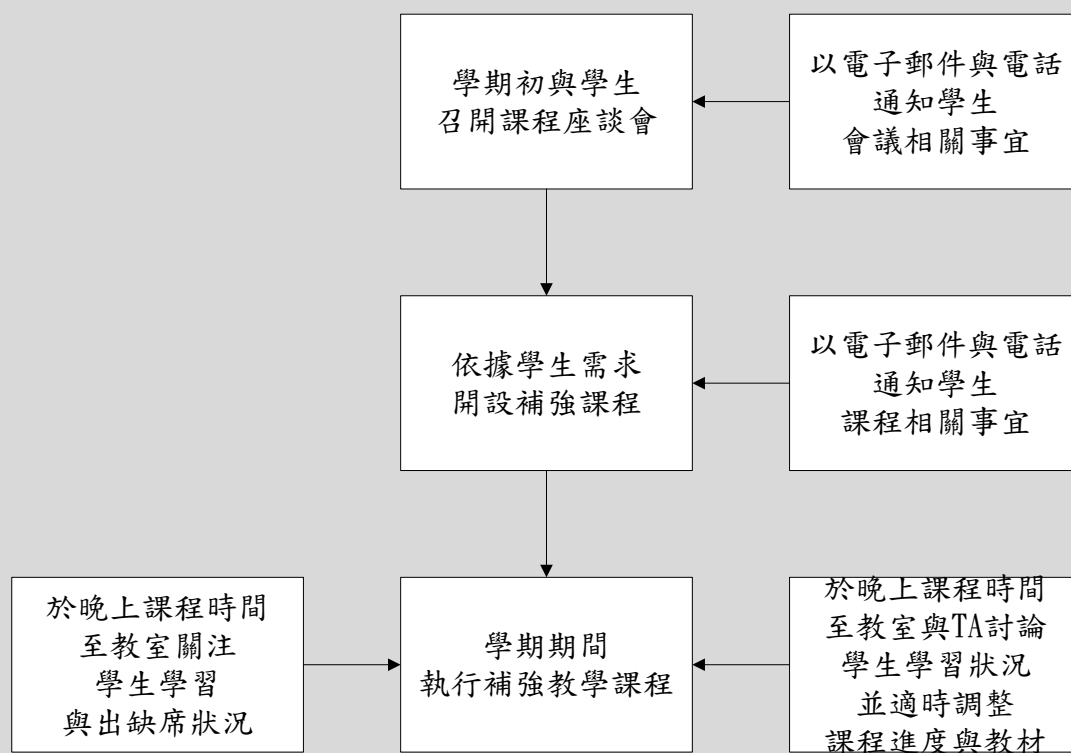 學期初與學生
召開課程座談會
以電子郵件與電話
通知學生
會議相關事宜
依據學生需求
開設補強課程
以電子郵件與電話
通知學生
課程相關事宜
於晚上課程時間
至教室關注
學生學習
與出缺席狀況
學期期間
執行補強教學課程
於晚上課程時間
至教室與TA討論
學生學習狀況
並適時調整
課程進度與教材